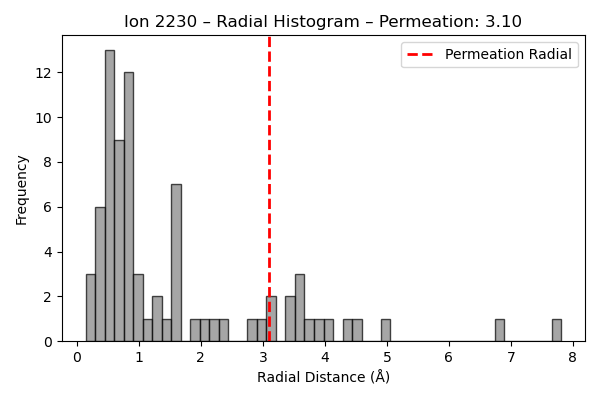 Ion 2230 – Radial Histogram – Permeation: 3.10
Permeation Radial
Frequency
12
10
8
6
4
2
0
0 1 2 3 4 5 6 7 8
Radial Distance (Å)